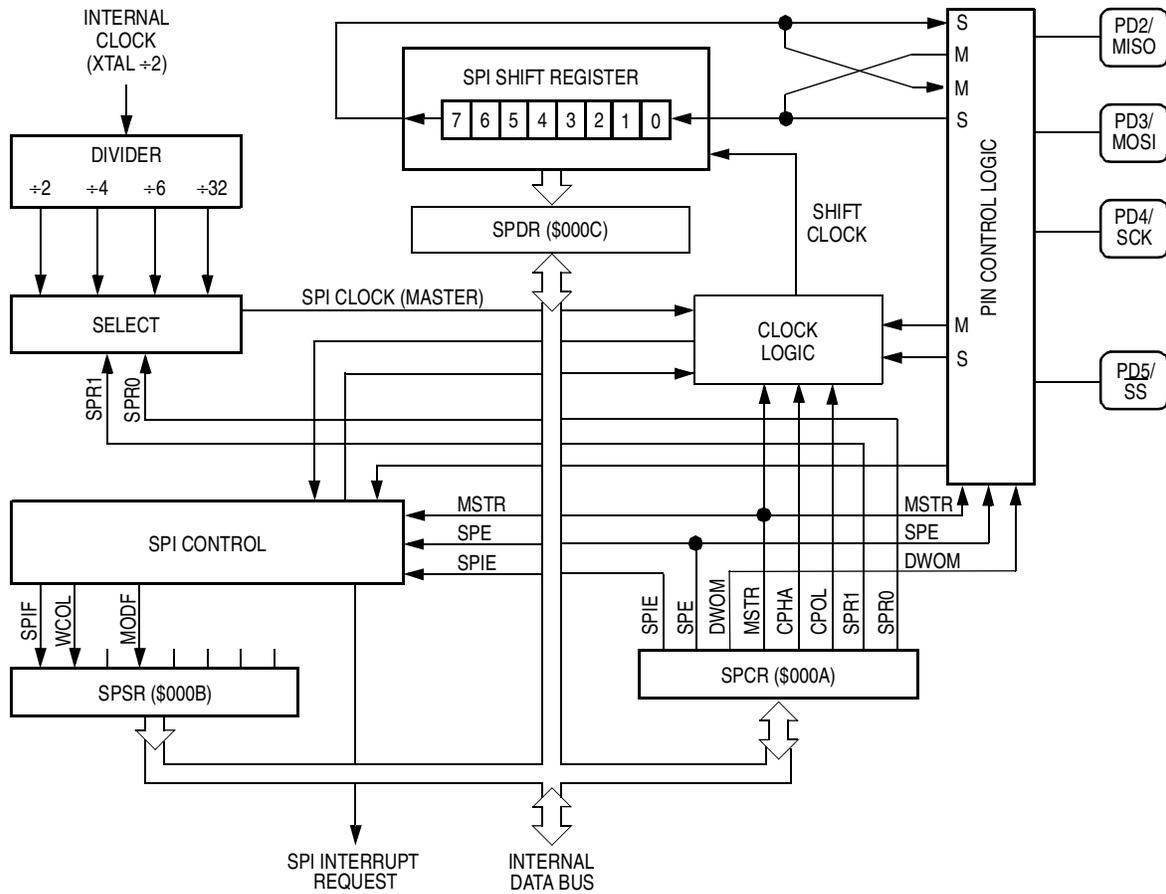 INTERNAL
CLOCK
(XTAL ÷2)
DIVIDER
÷2 ÷4 ÷6 ÷32
SELECT
SPR1
SPR0
SPI SHIFT REGISTER
7 6 5 4 3 2 1 0
SPDR ($000C)
SHIFT
CLOCK
SPI CLOCK (MASTER)
CLOCK
LOGIC
S
M
M
S
M
S
PIN CONTROL LOGIC
PD2/
MISO
PD3/
MOSI
PD4/
SCK
PD5/
SS
SPI CONTROL
MSTR
SPE
SPIE
MSTR
SPE
DWOM
SPIF
WCOL
MODF
SPSR ($000B)
SPIE
SPE
DWOM
MSTR
CPHA
CPOL
SPR1
SPR0
SPCR ($000A)
SPI INTERRUPT
REQUEST
INTERNAL
DATA BUS